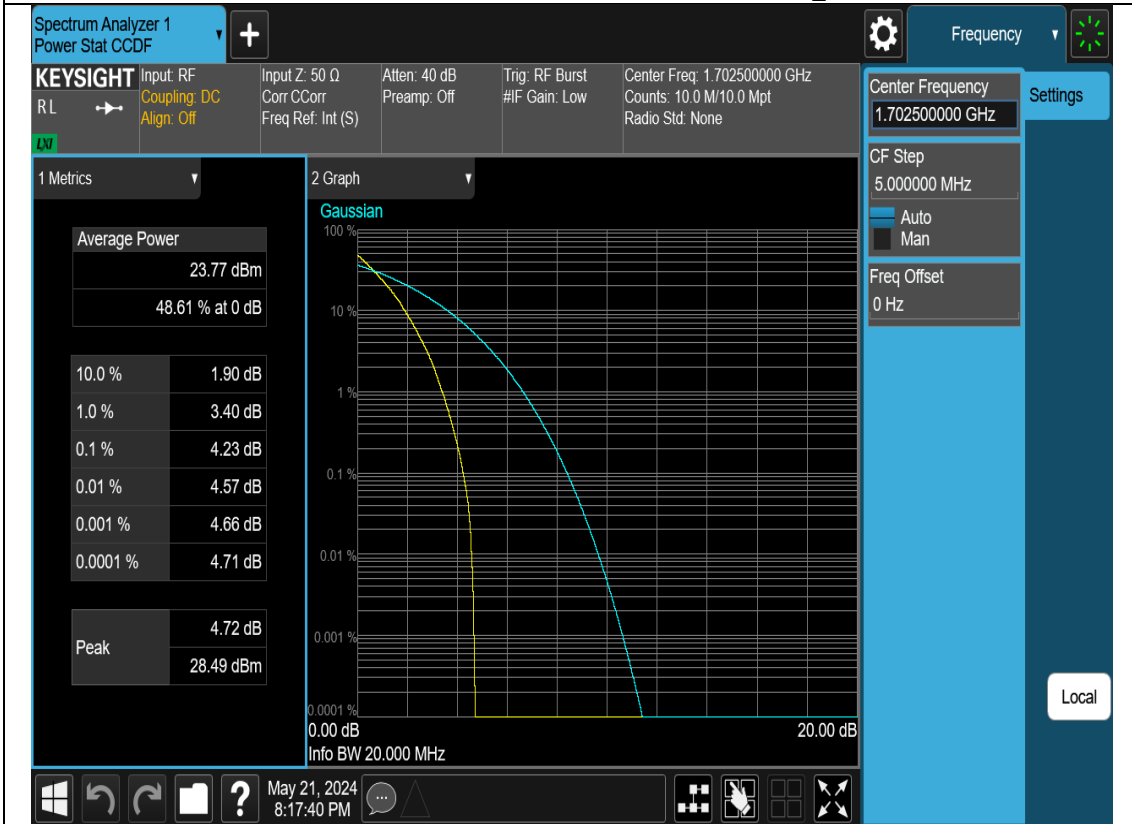 Spectrum Analyzer 1
Power Stat CCDF
+
Frequency
KEYSIGHT
RL
LXI
Input: RF
Coupling: DC
Align: Off
Input Z: 50 Ω
Corr CCorr
Freq Ref: Int (S)
Atten: 40 dB
Preamp: Off
Trig: RF Burst
#IF Gain: Low
Center Freq: 1.702500000 GHz
Counts: 10.0 M/10.0 Mpt
Radio Std: None
Center Frequency
1.702500000 GHz
Settings
CF Step
5.000000 MHz
Auto
Man
Freq Offset
0 Hz
1 Metrics
Average Power
23.77 dBm
48.61 % at 0 dB
10.0 % 1.90 dB
1.0 % 3.40 dB
0.1 % 4.23 dB
0.01 % 4.57 dB
0.001 % 4.66 dB
0.0001 % 4.71 dB
Peak
4.72 dB
28.49 dBm
2 Graph
Gaussian
100 %
10 %
1 %
0.1 %
0.01 %
0.001 %
0.0001 %
0.00 dB 20.00 dB
Info BW 20.000 MHz
Local
?
May 21, 2024
8:17:40 PM